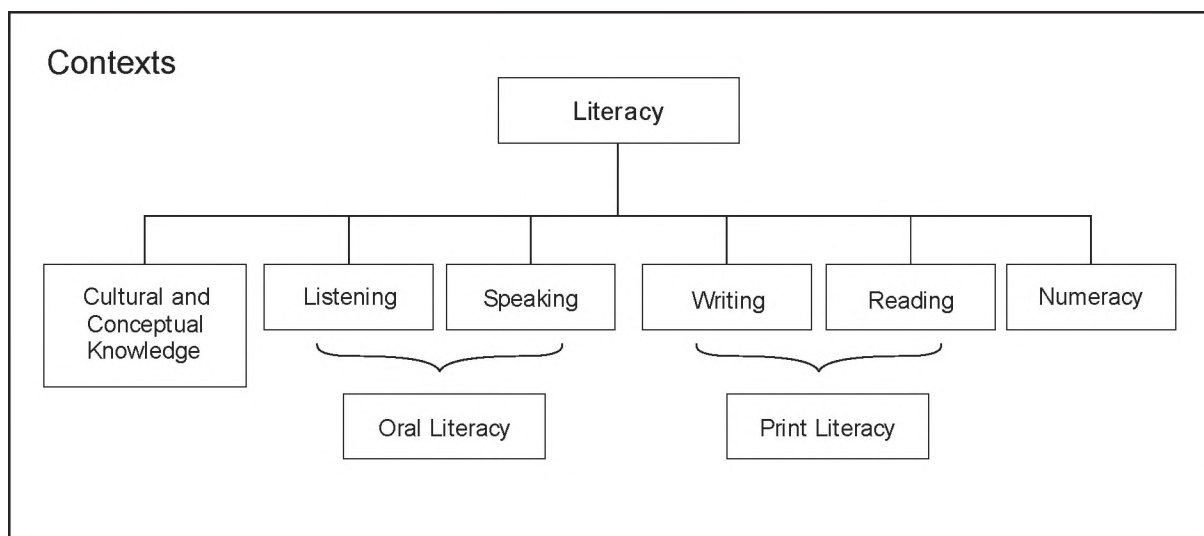 Contexts
Literacy
Cultural and
Conceptual
Knowledge
Listening
Speaking
Writing
Reading
Numeracy
Oral Literacy
Print Literacy